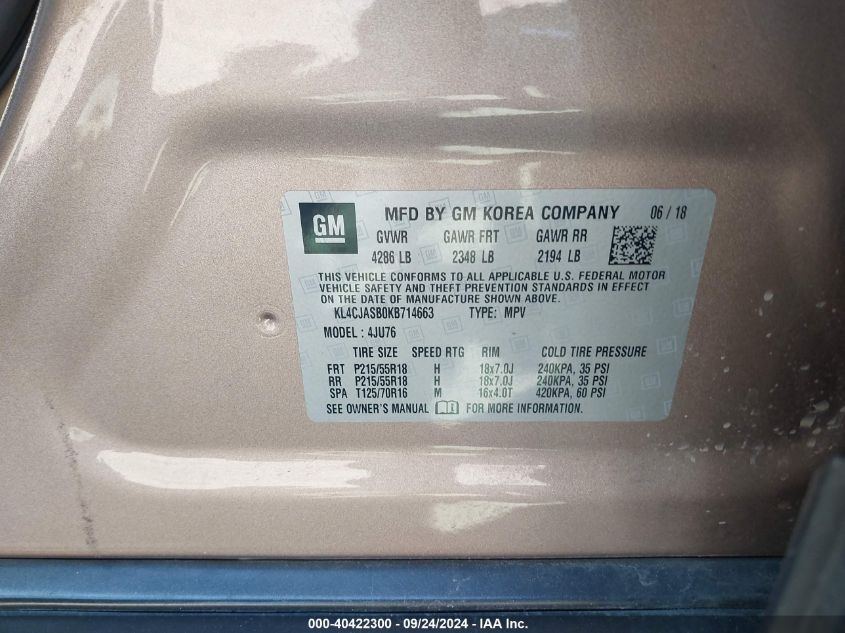 GM MFD BY GM KOREA COMPANY 06 / 18
GVWR GAWR FRT GAWR RR
4286 LB 2348 LB 2194 LB
THIS VEHICLE CONFORMS TO ALL APPLICABLE U.S. FEDERAL MOTOR
VEHICLE SAFETY AND THEFT PREVENTION STANDARDS IN EFFECT
ON THE DATE OF MANUFACTURE SHOWN ABOVE.
KL4CJASB0KB714663 TYPE: MPV
MODEL : 4JU76
TIRE SIZE SPEED RTG RIM COLD TIRE PRESSURE
FRT P215/55R18 H 18x7.0J 240KPA, 35 PSI
RR P215/55R18 H 18x7.0J 240KPA, 35 PSI
SPA T125/70R16 M 16x4.0T 420KPA, 60 PSI
SEE OWNER'S MANUAL FOR MORE INFORMATION.
000-40422300 - 09/24/2024 - IAA Inc.